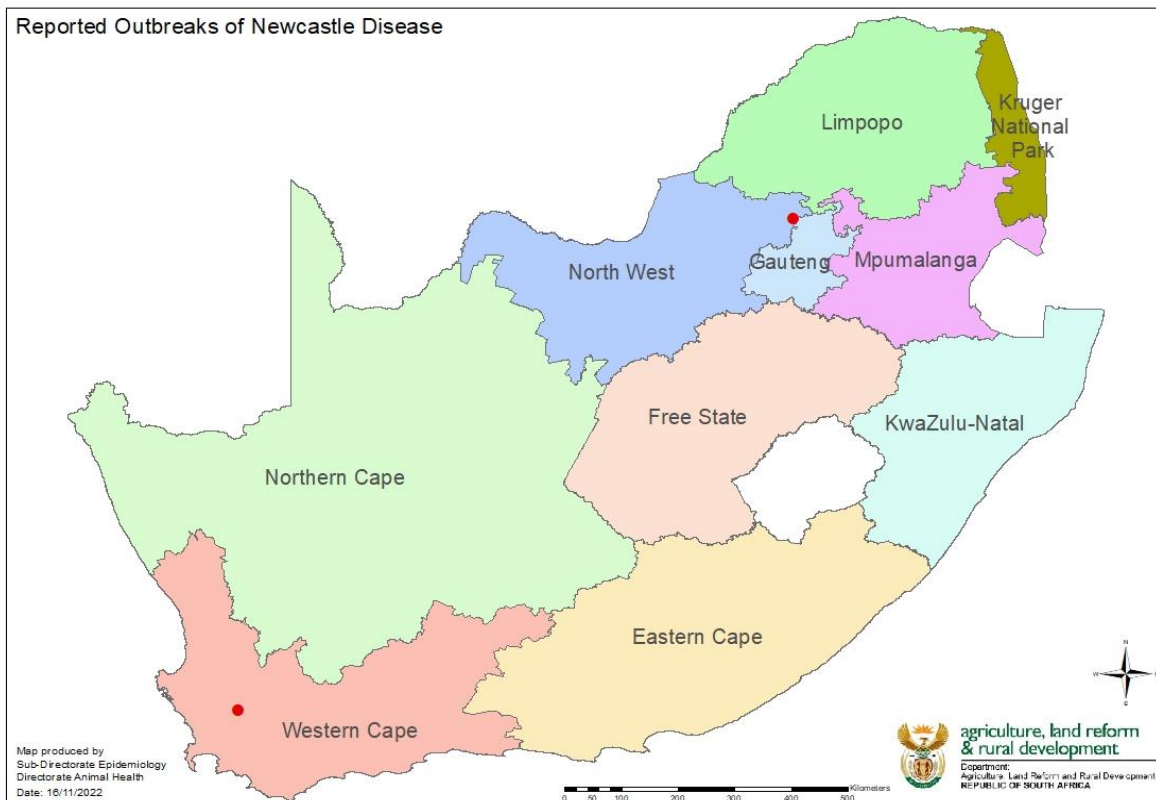 Reported Outbreaks of Newcastle Disease
Limpopo
Kruger
National
Park
North West
Gauteng
Mpumalanga
Free State
KwaZulu-Natal
Northern Cape
Eastern Cape
Western Cape
N
W
E
S
Map produced by
Sub-Directorate Epidemiology
Directorate Animal Health
Date: 16/11/2022
Kilometers
0 50 100 200 300 400 500
agriculture, land reform
& rural development
Department:
Agriculture, Land Reform and Rural Development
REPUBLIC OF SOUTH AFRICA